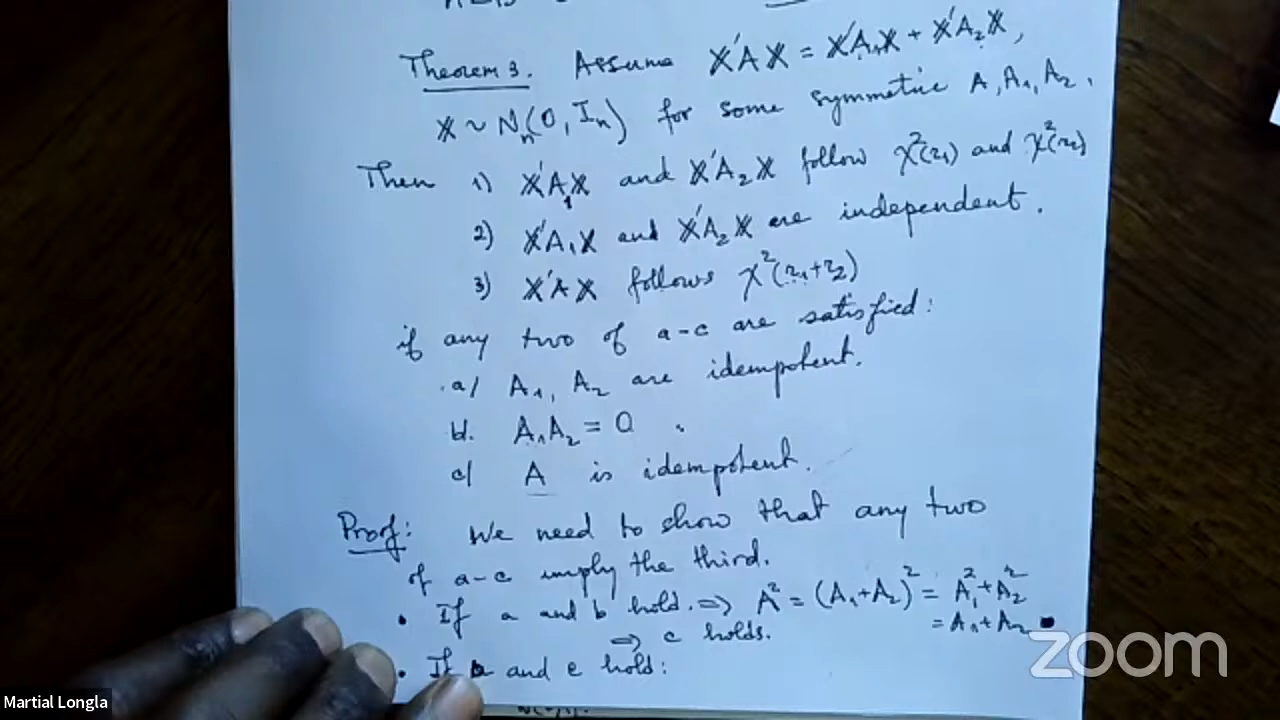 Theorem 3. Assume X'AX = X'A₁X + X'A₂X,
X ~ Nₙ(0, Iₙ) for some symmetric A, A₁, A₂.
Then 1) X'A₁X and X'A₂X follow χ²(r₁) and χ²(r₂)
2) X'A₁X and X'A₂X are independent.
3) X'AX follows χ²(r₁+r₂)
if any two of a-c are satisfied:
a/ A₁, A₂ are idempotent.
b. A₁A₂ = 0
c/ A is idempotent.
Proof: We need to show that any two
of a-c imply the third.
• If a and b hold. ⇒ A² = (A₁+A₂)² = A₁²+A₂²
= A₁+A₂
⇒ c holds.
• If and c hold:
zoom
Martial Longla